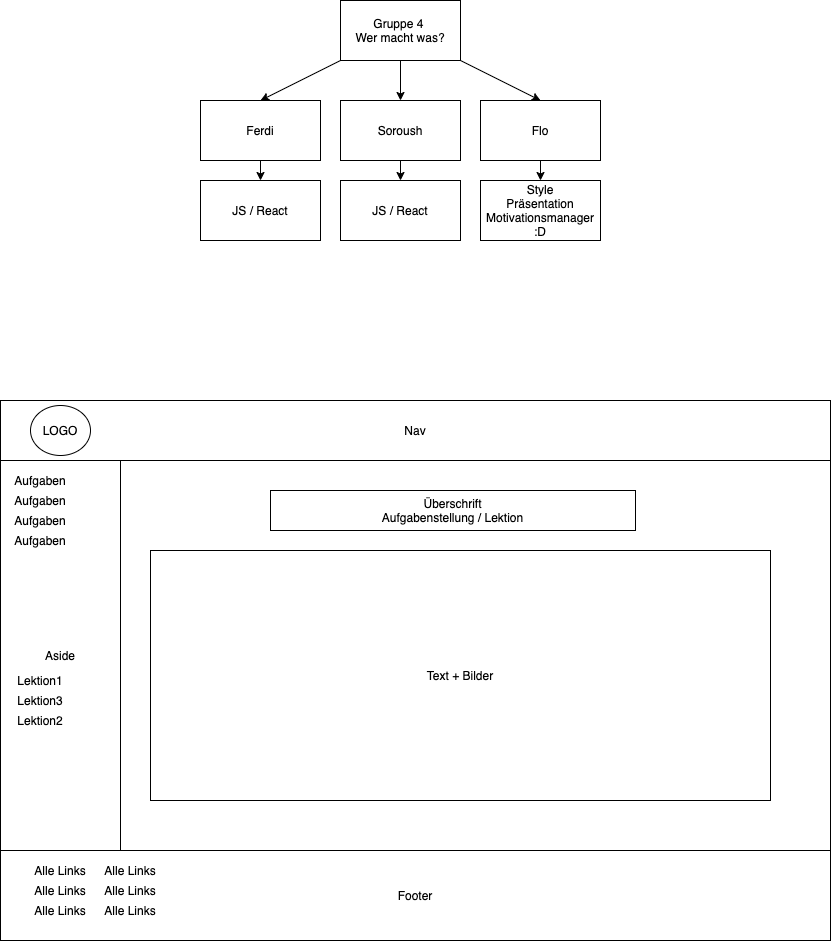 Gruppe 4
Wer macht was?
Ferdi
Soroush
Flo
JS / React
JS / React
Style
Präsentation
Motivationsmanager
:D
LOGO
Nav
Aufgaben
Aufgaben
Aufgaben
Aufgaben
Aside
Lektion1
Lektion3
Lektion2
Überschrift
Aufgabenstellung / Lektion
Text + Bilder
Alle Links Alle Links
Alle Links Alle Links
Alle Links Alle Links
Footer